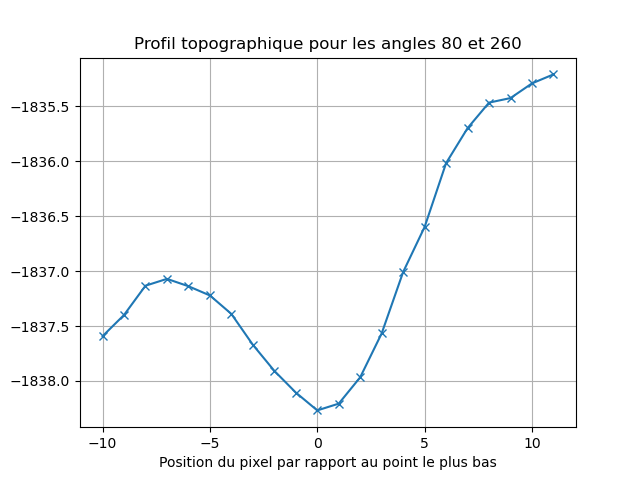 Profil topographique pour les angles 80 et 260
−1835.5
−1836.0
−1836.5
−1837.0
−1837.5
−1838.0
−10 −5 0 5 10
Position du pixel par rapport au point le plus bas